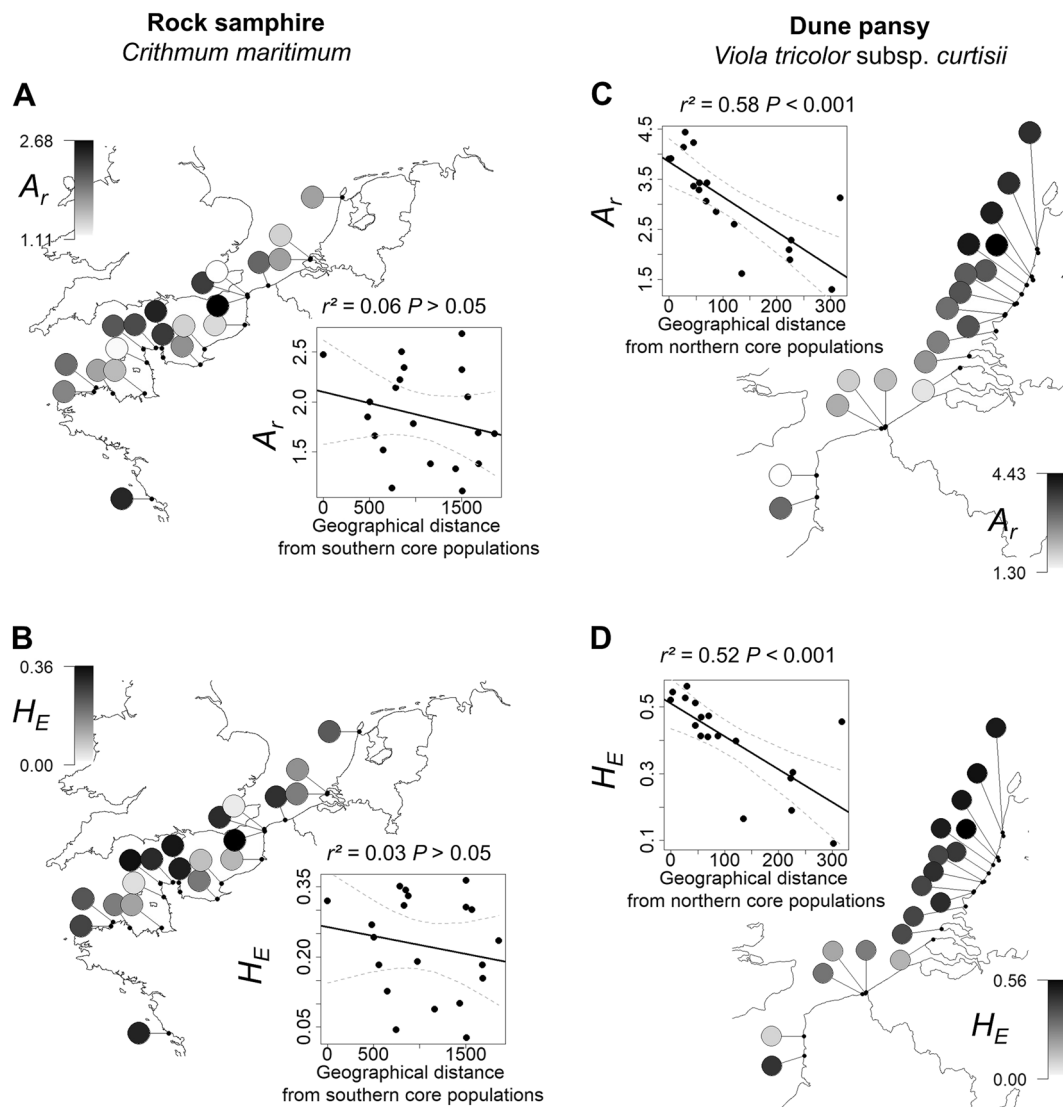 Rock samphire
Crithmum maritimum
Dune pansy
Viola tricolor subsp. curtisii
A
2.68
Ar
1.11
r² = 0.06 P > 0.05
2.5
2.0
1.5
Ar
0 500 1500
Geographical distance
from southern core populations
C
r² = 0.58 P < 0.001
4.5
3.5
2.5
1.5
Ar
0 100 200 300
Geographical distance
from northern core populations
4.43
Ar
1.30
B
0.36
HE
0.00
r² = 0.03 P > 0.05
0.35
0.20
0.05
HE
0 500 1500
Geographical distance
from southern core populations
D
r² = 0.52 P < 0.001
0.5
0.3
0.1
HE
0 100 200 300
Geographical distance
from northern core populations
0.56
HE
0.00